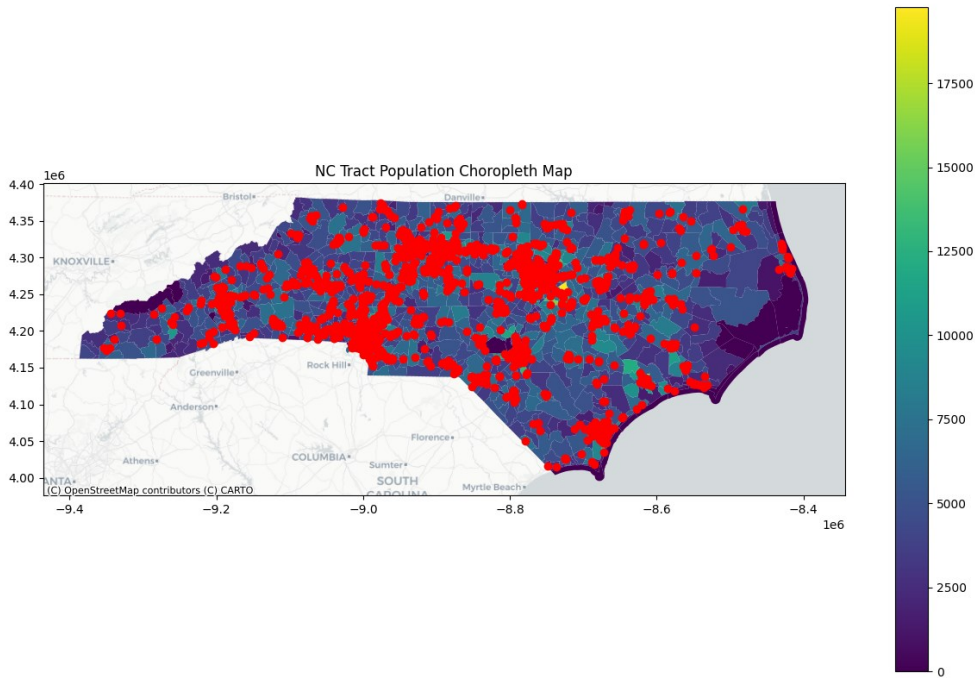 NC Tract Population Choropleth Map
1e6
4.40
4.35
4.30
4.25
4.20
4.15
4.10
4.05
4.00
Bristol
Danville
KNOXVILLE
Greenville
Rock Hill
Anderson
Florence
Athens
COLUMBIA
Sumter
SOUTH
CAROLINA
Myrtle Beach
ANTA
(C) OpenStreetMap contributors (C) CARTO
−9.4
−9.2
−9.0
−8.8
−8.6
−8.4
1e6
17500
15000
12500
10000
7500
5000
2500
0